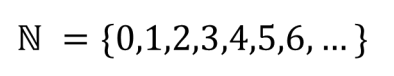 ℕ = {0,1,2,3,4,5,6, … }